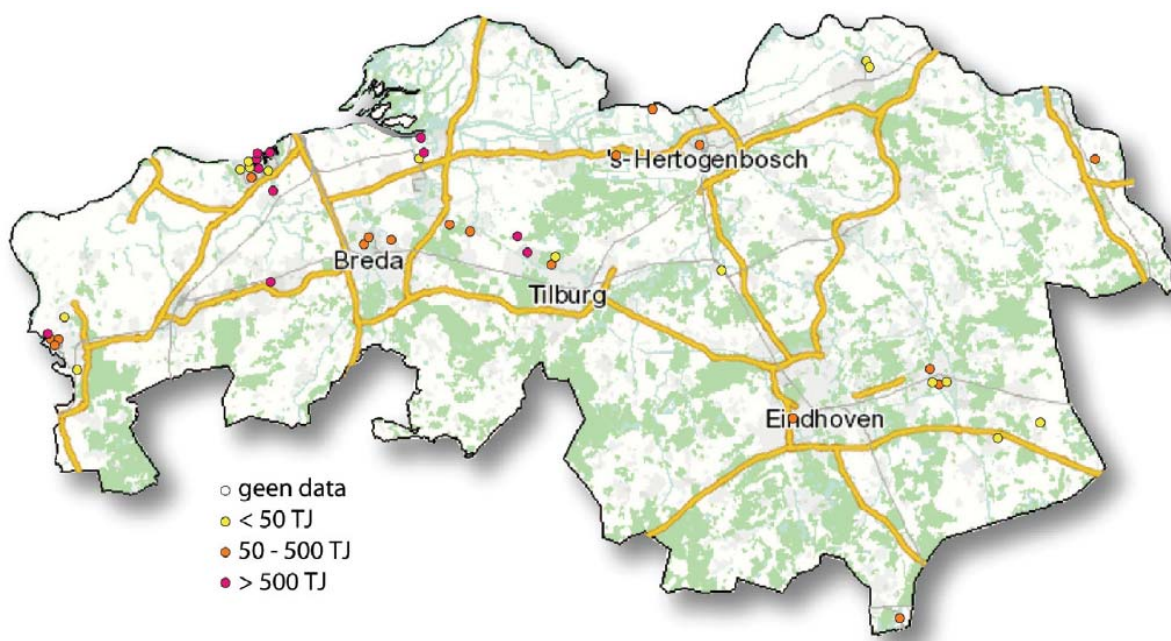 's-Hertogenbosch
Breda
Tilburg
Eindhoven
geen data
< 50 TJ
50 - 500 TJ
> 500 TJ